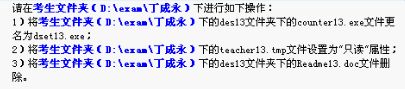 请在考生文件夹(D:\exam\丁成永)下进行如下操作:
1)将考生文件夹(D:\exam\丁成永)下的des13文件夹下的counter13.exe文件更
名为dset13.exe;
2)将考生文件夹(D:\exam\丁成永)下的teacher13.tmp文件设置为“只读”属性;
3)将考生文件夹(D:\exam\丁成永)下的des13文件夹下的Readme13.doc文件删
除。